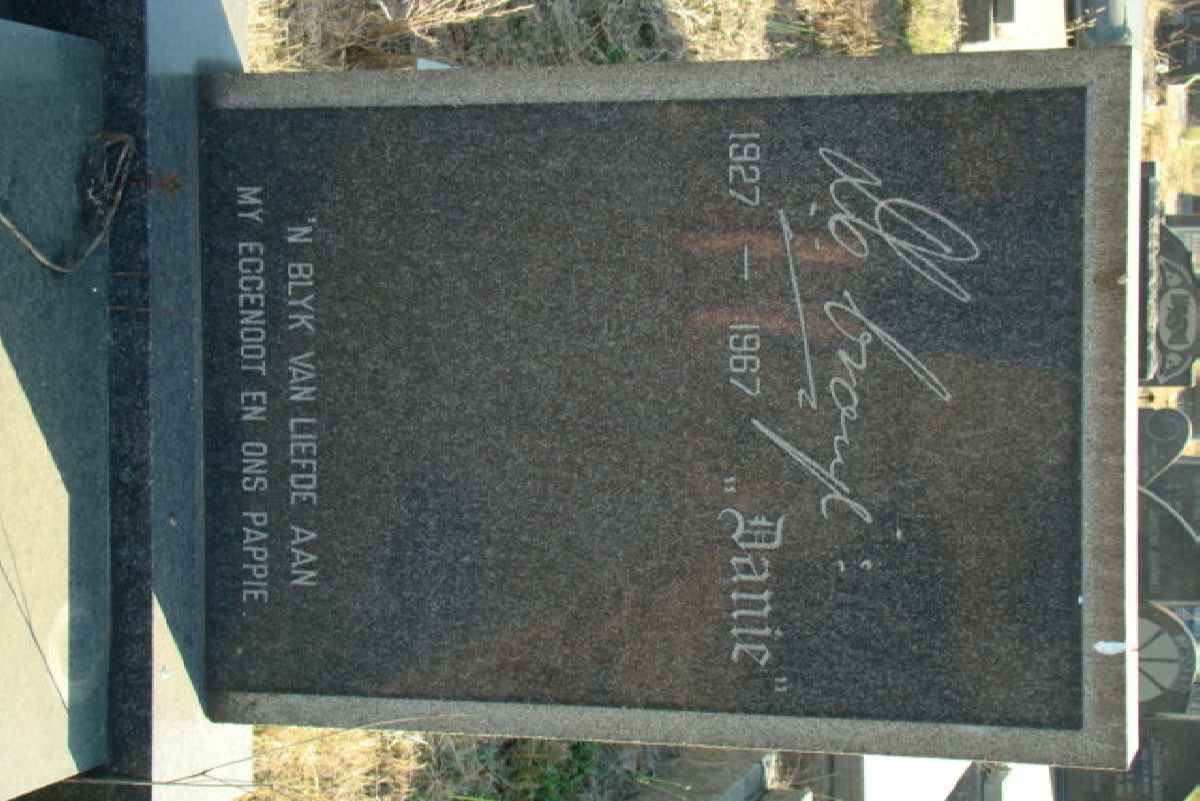 1927 — 1967 "Danie"
'N BLYK VAN LIEFDE AAN
MY EGGENOOT EN ONS PAPPIE.